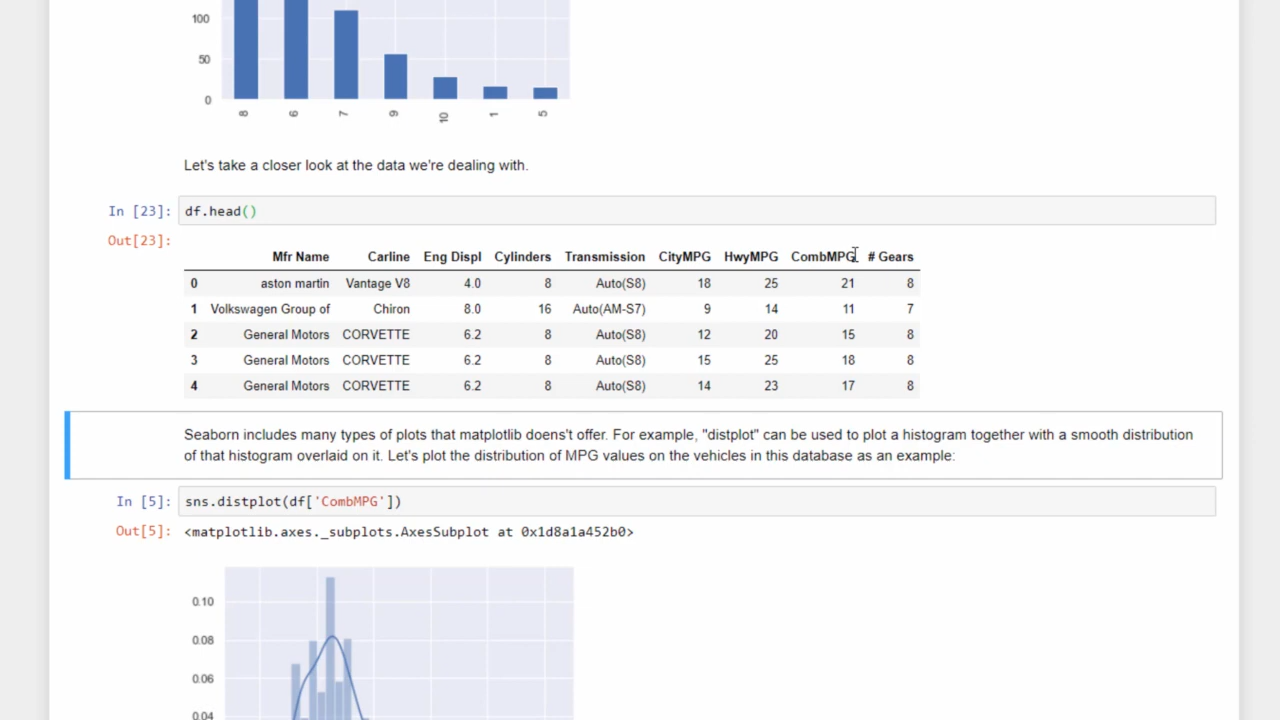 100
50
0
8 6 7 9 10 1 5
Let's take a closer look at the data we're dealing with.
In [23]: df.head()
Out[23]:
Mfr Name Carline Eng Displ Cylinders Transmission CityMPG HwyMPG CombMPG # Gears
0 aston martin Vantage V8 4.0 8 Auto(S8) 18 25 21 8
1 Volkswagen Group of Chiron 8.0 16 Auto(AM-S7) 9 14 11 7
2 General Motors CORVETTE 6.2 8 Auto(S8) 12 20 15 8
3 General Motors CORVETTE 6.2 8 Auto(S8) 15 25 18 8
4 General Motors CORVETTE 6.2 8 Auto(S8) 14 23 17 8
Seaborn includes many types of plots that matplotlib doens't offer. For example, "distplot" can be used to plot a histogram together with a smooth distribution
of that histogram overlaid on it. Let's plot the distribution of MPG values on the vehicles in this database as an example:
In [5]: sns.distplot(df['CombMPG'])
Out[5]: <matplotlib.axes._subplots.AxesSubplot at 0x1d8a1a452b0>
0.10
0.08
0.06
0.04